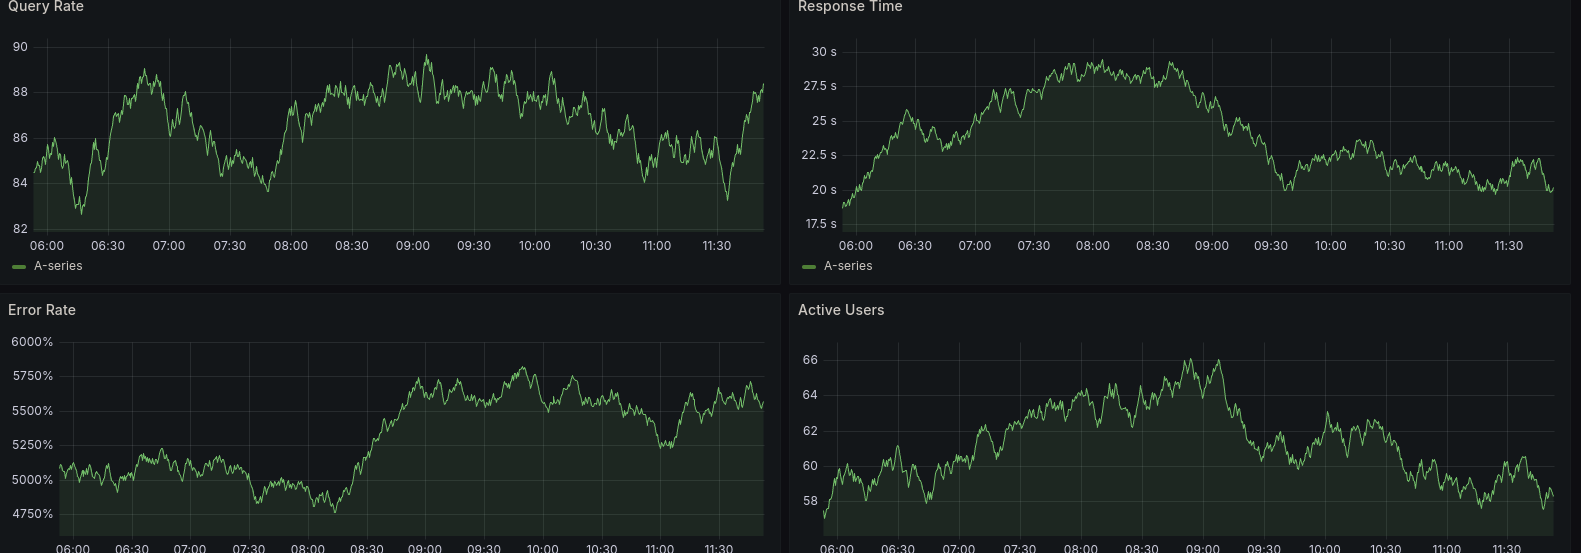 Query Rate
90
88
86
84
82
06:00 06:30 07:00 07:30 08:00 08:30 09:00 09:30 10:00 10:30 11:00 11:30
A-series
Response Time
30 s
27.5 s
25 s
22.5 s
20 s
17.5 s
06:00 06:30 07:00 07:30 08:00 08:30 09:00 09:30 10:00 10:30 11:00 11:30
A-series
Error Rate
6000%
5750%
5500%
5250%
5000%
4750%
06:00 06:30 07:00 07:30 08:00 08:30 09:00 09:30 10:00 10:30 11:00 11:30
Active Users
66
64
62
60
58
06:00 06:30 07:00 07:30 08:00 08:30 09:00 09:30 10:00 10:30 11:00 11:30